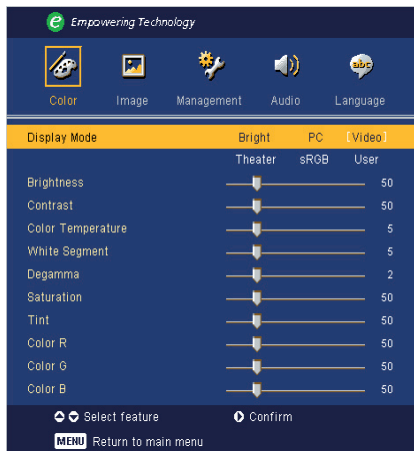 e Empowering Technology
abc
Color Image Management Audio Language
Display Mode Bright PC [Video]
Theater sRGB User
Brightness 50
Contrast 50
Color Temperature 5
White Segment 5
Degamma 2
Saturation 50
Tint 50
Color R 50
Color G 50
Color B 50
Select feature Confirm
MENU Return to main menu